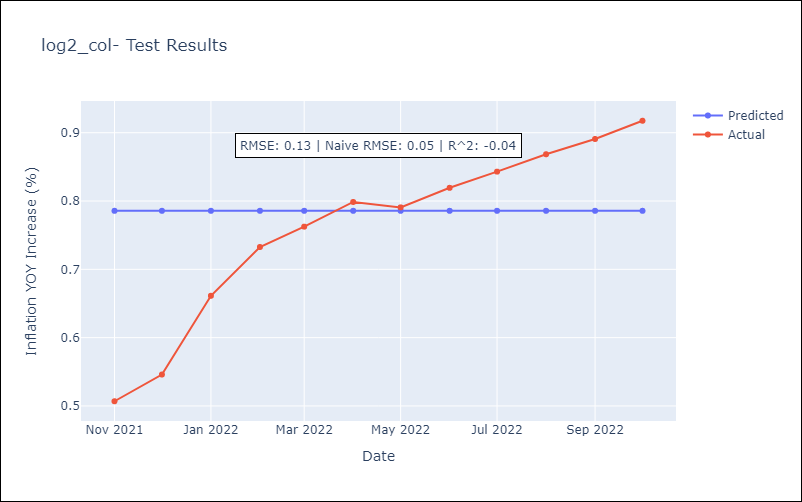 log2_col- Test Results
Predicted
Actual
RMSE: 0.13 | Naive RMSE: 0.05 | R^2: -0.04
Inflation YOY Increase (%)
0.9
0.8
0.7
0.6
0.5
Nov 2021
Jan 2022
Mar 2022
May 2022
Jul 2022
Sep 2022
Date